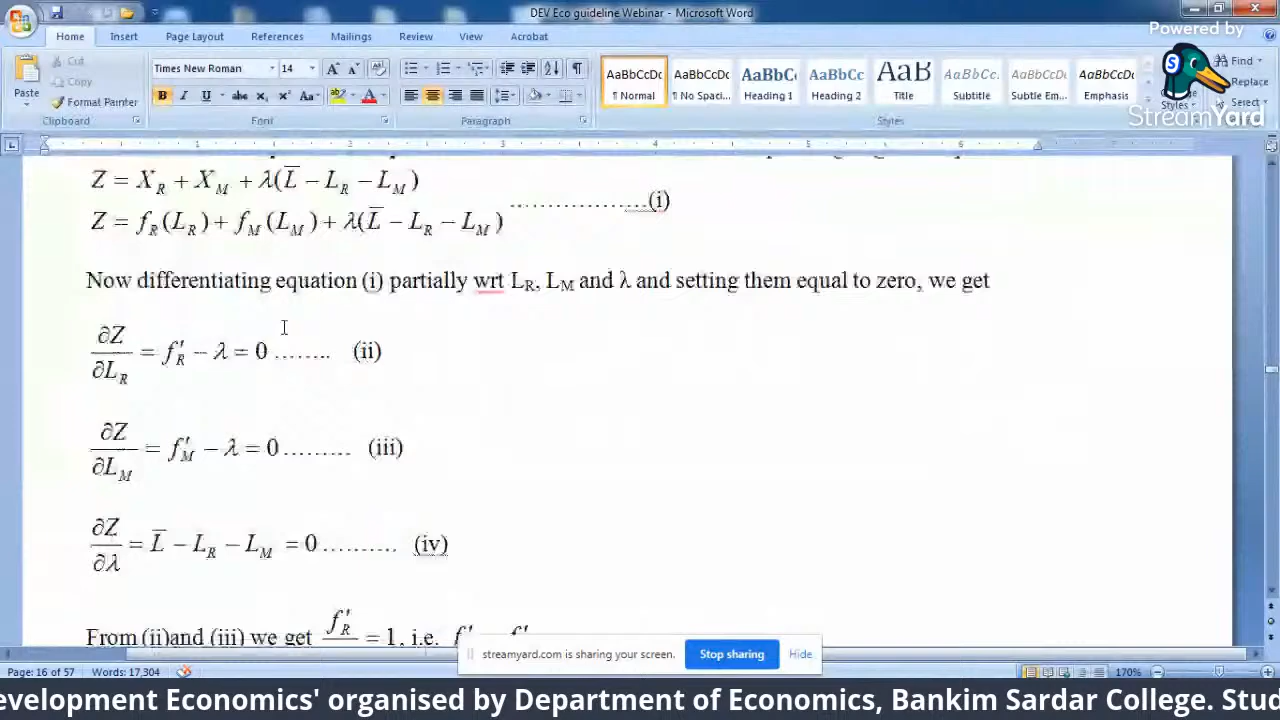 DEV Eco guideline Webinar - Microsoft Word
Powered by
Home Insert Page Layout References Mailings Review View Acrobat
Paste
Cut
Copy
Format Painter
Clipboard
Times New Roman 14
Font
Paragraph
AaBbCcDc AaBbCcDc AaBbCc AaBbCc AaB AaBbCc. AaBbCcDc AaBbCcDc
¶ Normal ¶ No Spaci... Heading 1 Heading 2 Title Subtitle Subtle Em... Emphasis
Styles
Styles
Find
Replace
Select
StreamYard
Z = X_R + X_M + λ(L̄ − L_R − L_M)
Z = f_R(L_R) + f_M(L_M) + λ(L̄ − L_R − L_M) ...................(i)
Now differentiating equation (i) partially wrt L_R, L_M and λ and setting them equal to zero, we get
∂Z/∂L_R = f′_R − λ = 0 ........ (ii)
∂Z/∂L_M = f′_M − λ = 0 ......... (iii)
∂Z/∂λ = L̄ − L_R − L_M = 0 .......... (iv)
From (ii)and (iii) we get f′_R = 1, i.e.
streamyard.com is sharing your screen. Stop sharing Hide
Page: 16 of 57 Words: 17,304 170%
evelopment Economics' organised by Department of Economics, Bankim Sardar College. Stud